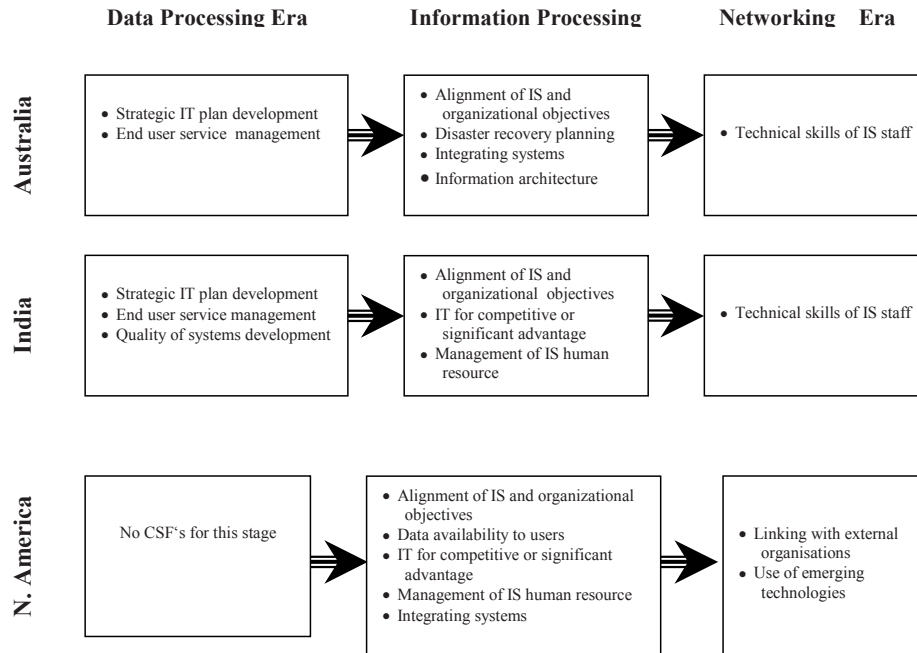 Data Processing Era
Information Processing
Networking Era
Australia
• Strategic IT plan development
• End user service management
• Alignment of IS and
organizational objectives
• Disaster recovery planning
• Integrating systems
• Information architecture
• Technical skills of IS staff
India
• Strategic IT plan development
• End user service management
• Quality of systems development
• Alignment of IS and
organizational objectives
• IT for competitive or
significant advantage
• Management of IS human
resource
• Technical skills of IS staff
N. America
No CSF‘s for this stage
• Alignment of IS and organizational
objectives
• Data availability to users
• IT for competitive or significant
advantage
• Management of IS human resource
• Integrating systems
• Linking with external
organisations
• Use of emerging
technologies